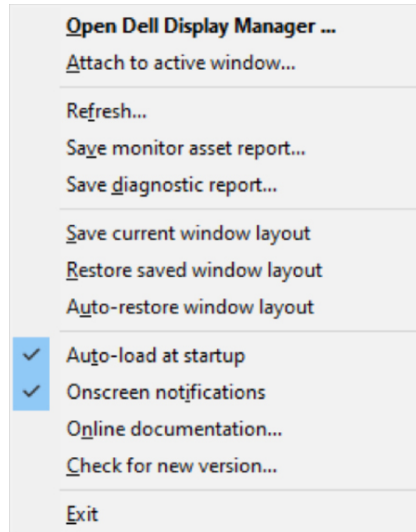 Open Dell Display Manager ...
Attach to active window...
Refresh...
Save monitor asset report...
Save diagnostic report...
Save current window layout
Restore saved window layout
Auto-restore window layout
Auto-load at startup
Onscreen notifications
Online documentation...
Check for new version...
Exit